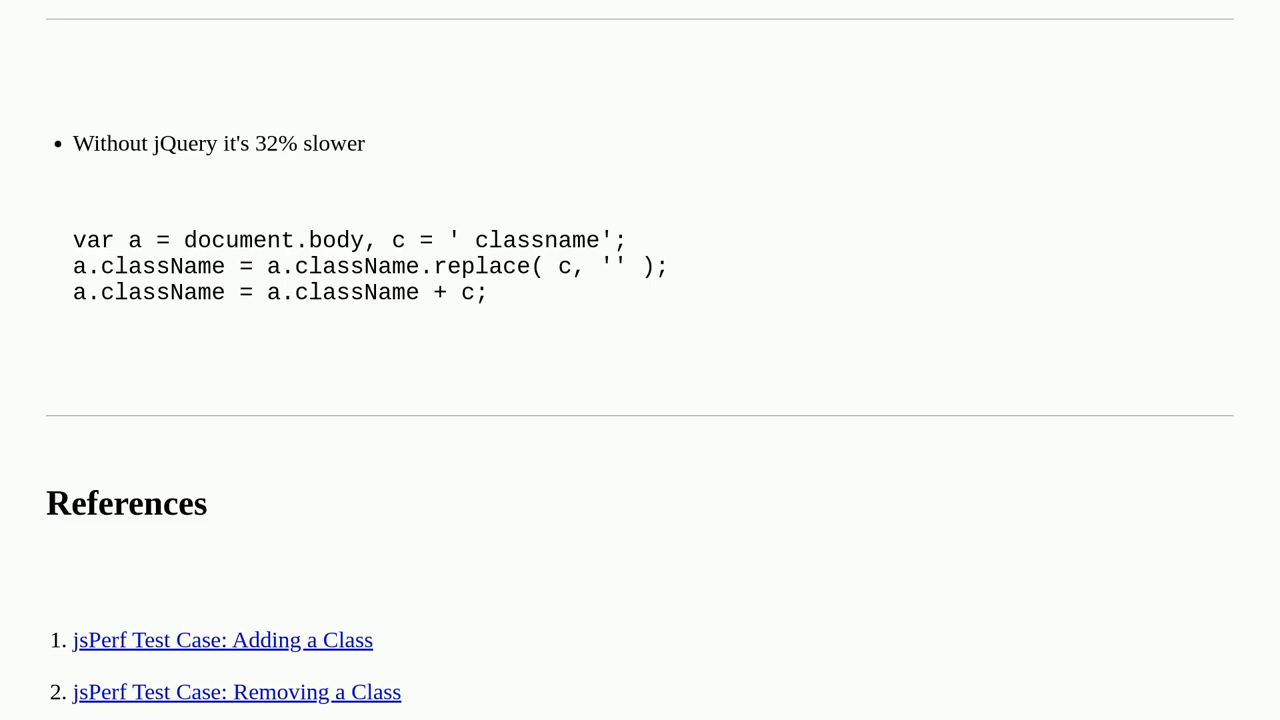 • Without jQuery it's 32% slower
var a = document.body, c = ' classname';
a.className = a.className.replace( c, '' );
a.className = a.className + c;
References
1. jsPerf Test Case: Adding a Class
2. jsPerf Test Case: Removing a Class